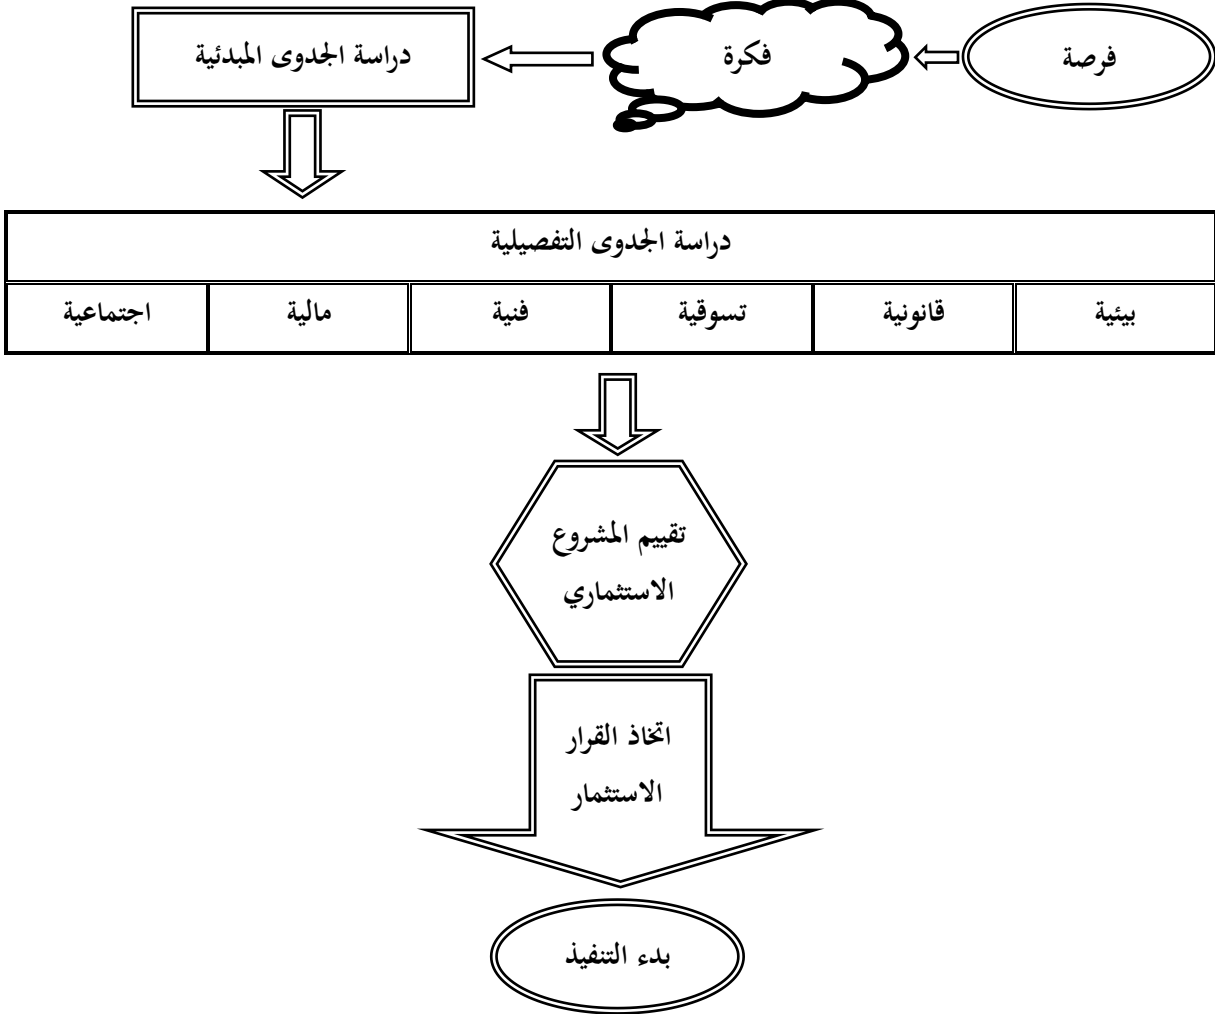 فرصة
فكرة
دراسة الجدوى المبدئية
دراسة الجدوى التفصيلية
بيئية
قانونية
تسوقية
فنية
مالية
اجتماعية
تقييم المشروع
الاستثماري
اتخاذ القرار
الاستثمار
بدء التنفيذ